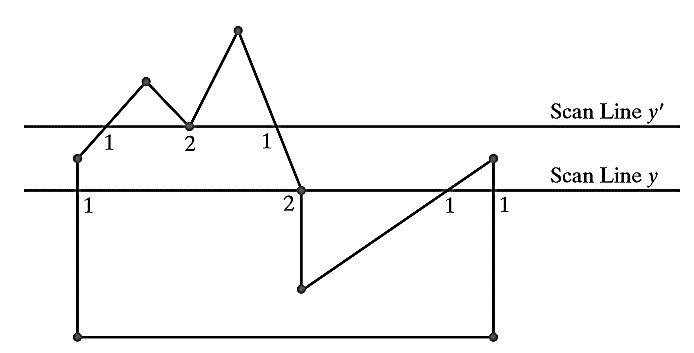 Scan Line y′
1 2 1
Scan Line y
1 2 1 1